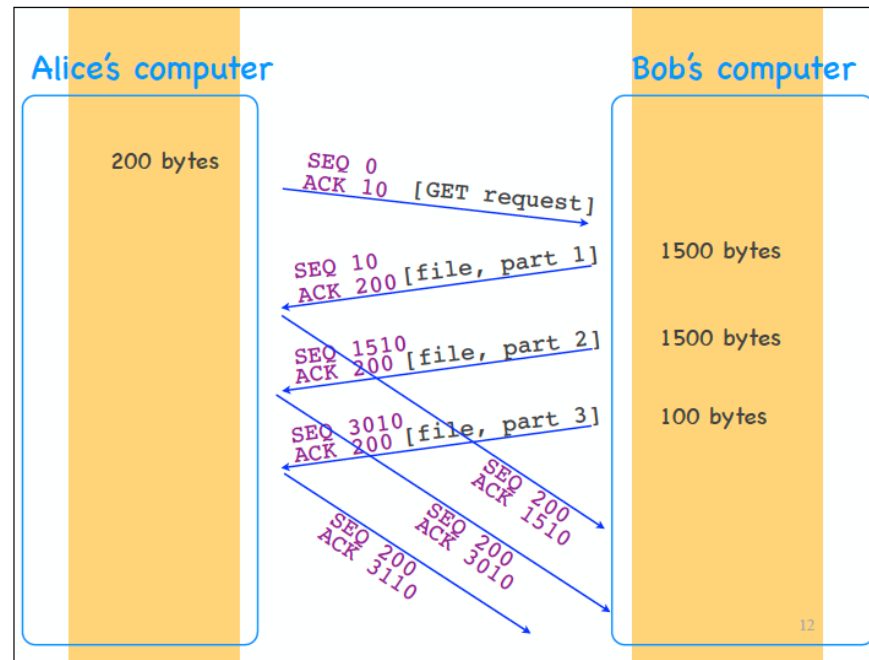 Alice's computer
Bob's computer
200 bytes
SEQ 0
ACK 10 [GET request]
1500 bytes
SEQ 10
ACK 200 [file, part 1]
1500 bytes
SEQ 1510
ACK 200 [file, part 2]
100 bytes
SEQ 3010
ACK 200 [file, part 3]
SEQ 200
ACK 1510
SEQ 200
ACK 3010
SEQ 200
ACK 3110
12